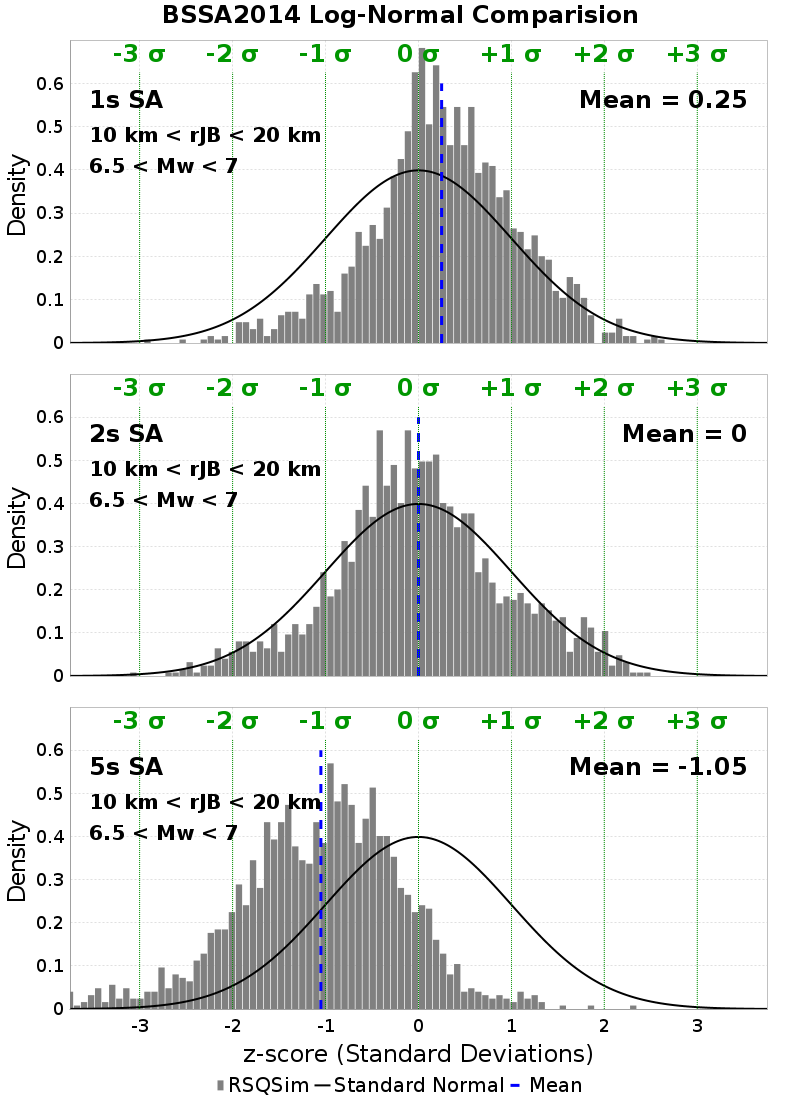 BSSA2014 Log-Normal Comparision
-3 σ -2 σ -1 σ 0 σ +1 σ +2 σ +3 σ
1s SA Mean = 0.25
10 km < rJB < 20 km
6.5 < Mw < 7
0.6
0.5
0.4
0.3
0.2
0.1
0
Density
-3 σ -2 σ -1 σ 0 σ +1 σ +2 σ +3 σ
2s SA Mean = 0
10 km < rJB < 20 km
6.5 < Mw < 7
0.6
0.5
0.4
0.3
0.2
0.1
0
Density
-3 σ -2 σ -1 σ 0 σ +1 σ +2 σ +3 σ
5s SA Mean = -1.05
10 km < rJB < 20 km
6.5 < Mw < 7
0.6
0.5
0.4
0.3
0.2
0.1
0
Density
-3 -2 -1 0 1 2 3
z-score (Standard Deviations)
RSQSim Standard Normal Mean